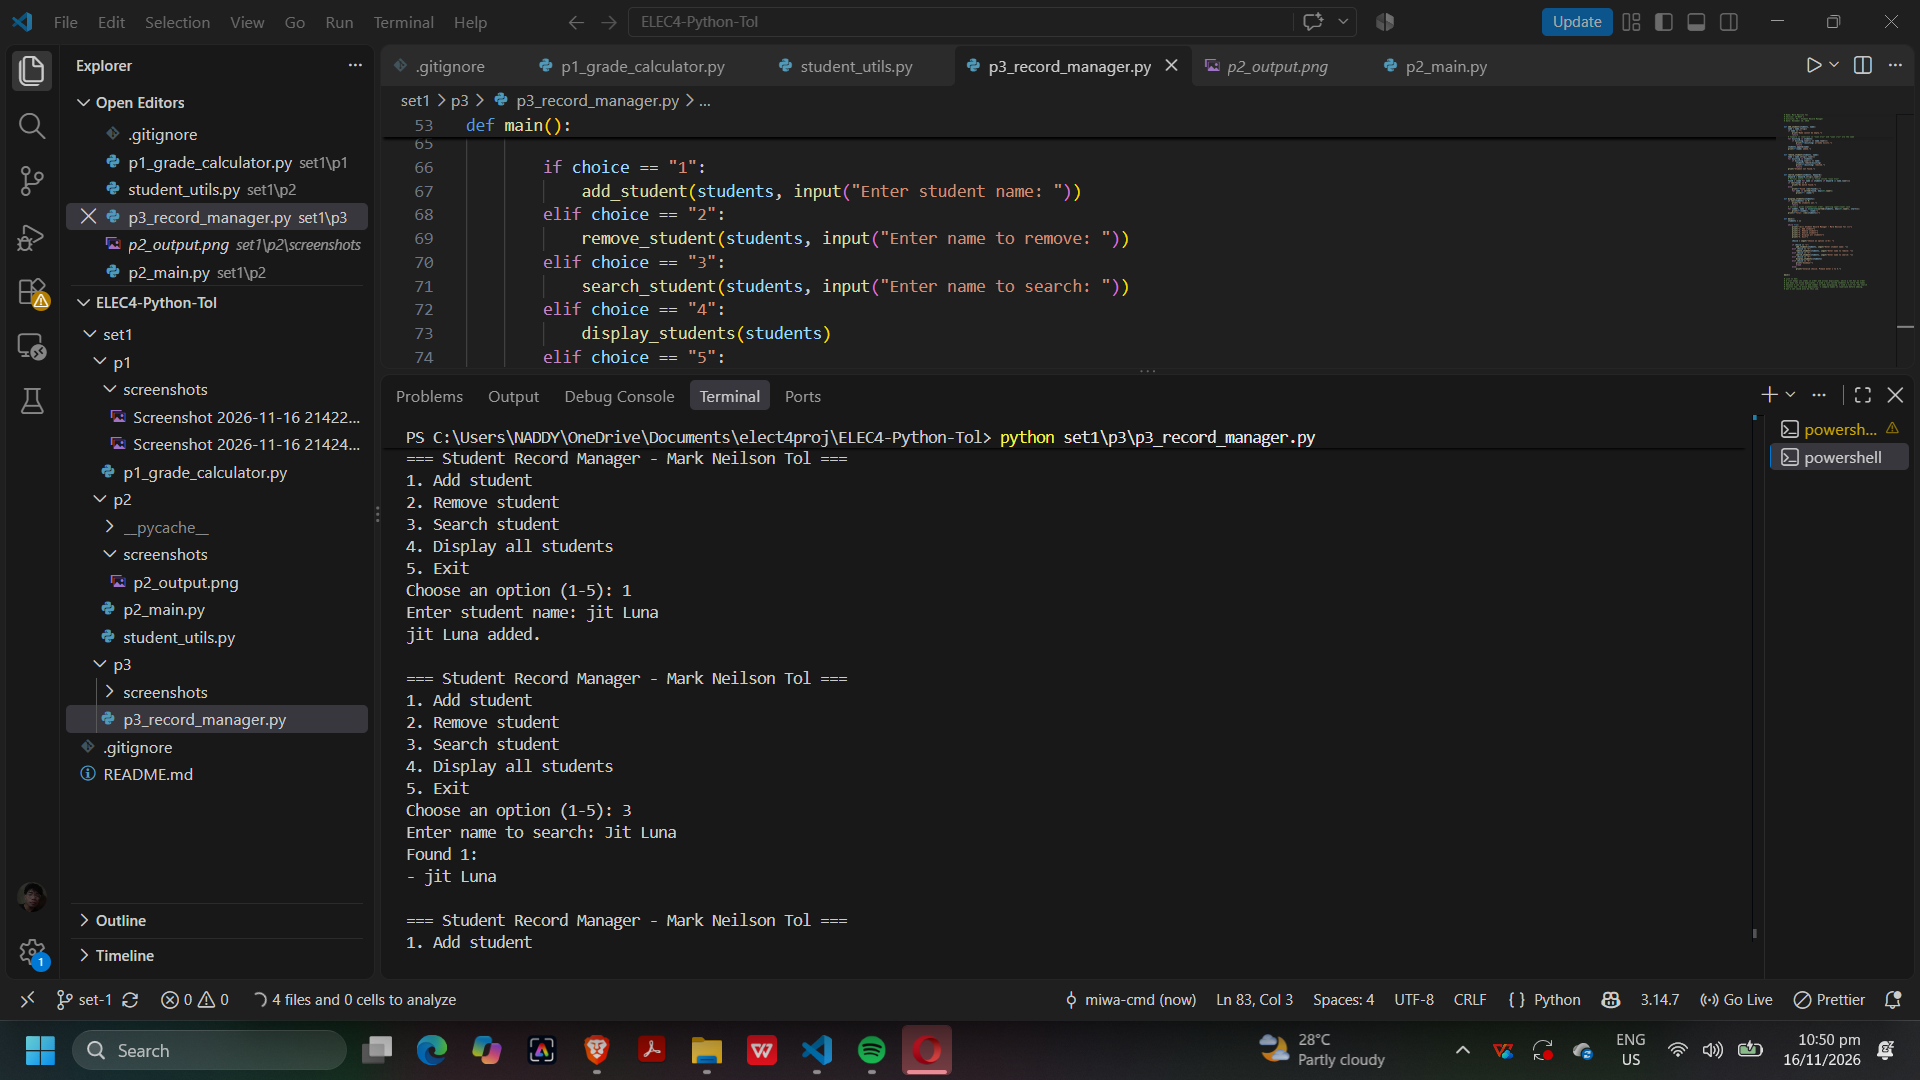 File Edit Selection View Go Run Terminal Help
ELEC4-Python-Tol
Update
Explorer
Open Editors
.gitignore
p1_grade_calculator.py set1\p1
student_utils.py set1\p2
p3_record_manager.py set1\p3
p2_output.png set1\p2\screenshots
p2_main.py set1\p2
ELEC4-Python-Tol
set1
p1
screenshots
Screenshot 2026-11-16 21422...
Screenshot 2026-11-16 21424...
p1_grade_calculator.py
p2
__pycache__
screenshots
p2_output.png
p2_main.py
student_utils.py
p3
screenshots
p3_record_manager.py
.gitignore
README.md
Outline
Timeline
.gitignore p1_grade_calculator.py student_utils.py p3_record_manager.py p2_output.png p2_main.py
set1 > p3 > p3_record_manager.py > ...
53 def main():
65
66 if choice == "1":
67 add_student(students, input("Enter student name: "))
68 elif choice == "2":
69 remove_student(students, input("Enter name to remove: "))
70 elif choice == "3":
71 search_student(students, input("Enter name to search: "))
72 elif choice == "4":
73 display_students(students)
74 elif choice == "5":
Problems Output Debug Console Terminal Ports
powersh...
powershell
PS C:\Users\NADDY\OneDrive\Documents\elect4proj\ELEC4-Python-Tol> python set1\p3\p3_record_manager.py
=== Student Record Manager - Mark Neilson Tol ===
1. Add student
2. Remove student
3. Search student
4. Display all students
5. Exit
Choose an option (1-5): 1
Enter student name: jit Luna
jit Luna added.
=== Student Record Manager - Mark Neilson Tol ===
1. Add student
2. Remove student
3. Search student
4. Display all students
5. Exit
Choose an option (1-5): 3
Enter name to search: Jit Luna
Found 1:
- jit Luna
=== Student Record Manager - Mark Neilson Tol ===
1. Add student
1
set-1 0 0 4 files and 0 cells to analyze miwa-cmd (now) Ln 83, Col 3 Spaces: 4 UTF-8 CRLF {} Python 3.14.7 Go Live Prettier
Search
28°C
Partly cloudy
ENG
US
10:50 pm
16/11/2026